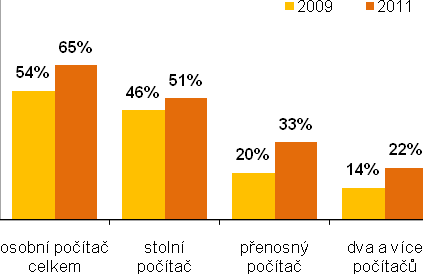 2009 2011
65%
54%
51%
46%
33%
20%
22%
14%
osobní počítač celkem
stolní počítač
přenosný počítač
dva a více počítačů